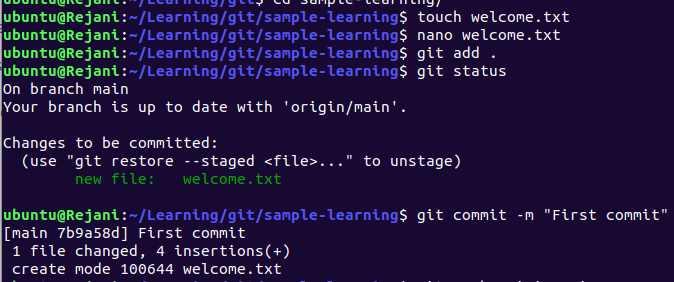 ubuntu@Rejani:~/Learning/git$ cd sample-learning/
ubuntu@Rejani:~/Learning/git/sample-learning$ touch welcome.txt
ubuntu@Rejani:~/Learning/git/sample-learning$ nano welcome.txt
ubuntu@Rejani:~/Learning/git/sample-learning$ git add .
ubuntu@Rejani:~/Learning/git/sample-learning$ git status
On branch main
Your branch is up to date with 'origin/main'.
Changes to be committed:
  (use "git restore --staged <file>..." to unstage)
        new file:   welcome.txt
ubuntu@Rejani:~/Learning/git/sample-learning$ git commit -m "First commit"
[main 7b9a58d] First commit
 1 file changed, 4 insertions(+)
 create mode 100644 welcome.txt